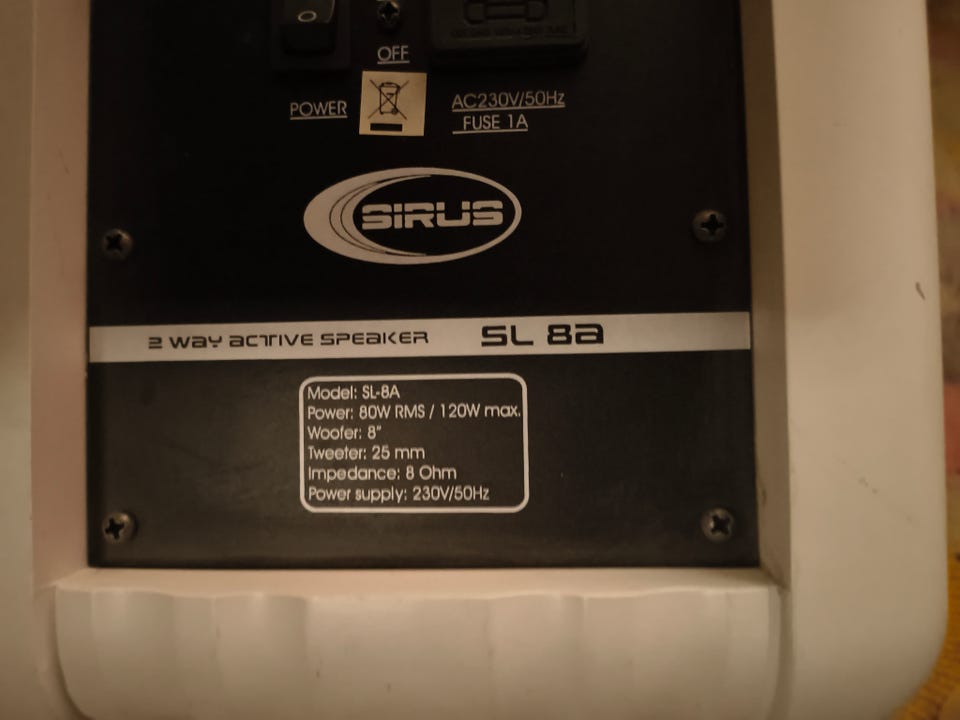 OFF
POWER
AC230V/50Hz
FUSE 1A
SIRUS
2 WAY ACTIVE SPEAKER SL 8a
Model: SL-8A
Power: 80W RMS / 120W max.
Woofer: 8"
Tweeter: 25 mm
Impedance: 8 Ohm
Power supply: 230V/50Hz